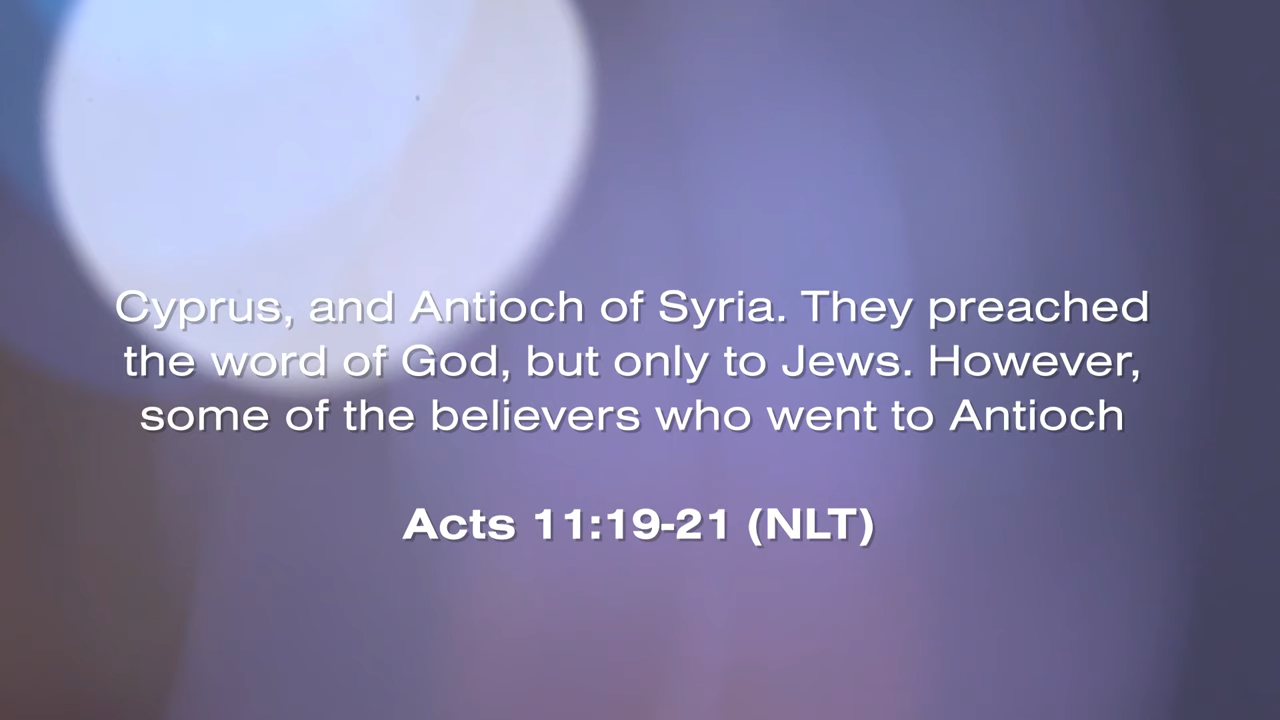 Cyprus, and Antioch of Syria. They preached
the word of God, but only to Jews. However,
some of the believers who went to Antioch
Acts 11:19-21 (NLT)